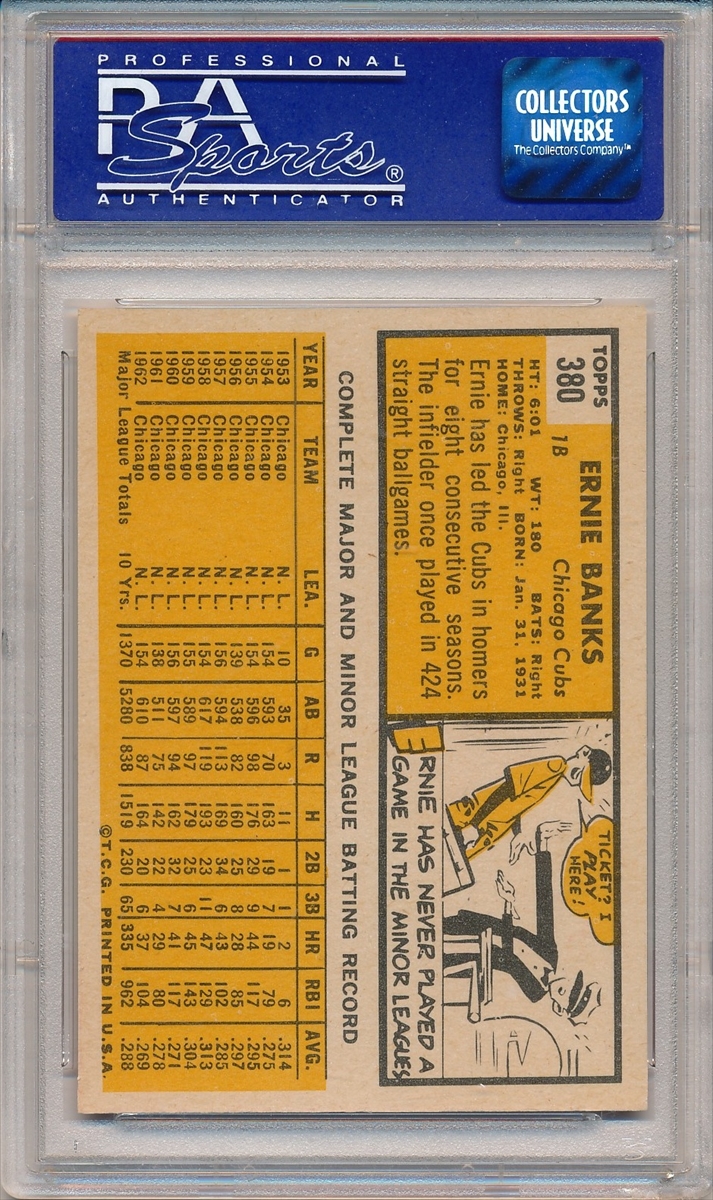 PROFESSIONAL
PSA
Sports®
AUTHENTICATOR
COLLECTORS
UNIVERSE
The Collectors Company™
TOPPS
380
ERNIE BANKS
1B Chicago Cubs
HT: 6:01 WT: 180 BATS: Right
THROWS: Right BORN: Jan. 31, 1931
HOME: Chicago, Ill.
Ernie has led the Cubs in homers
for eight consecutive seasons.
The infielder once played in 424
straight ballgames.
TICKET? I
PLAY
HERE!
ERNIE HAS NEVER PLAYED A
GAME IN THE MINOR LEAGUES
COMPLETE MAJOR AND MINOR LEAGUE BATTING RECORD
YEAR TEAM LEA. G AB R H 2B 3B HR RBI AVG.
1953 Chicago N. L. 10 35 3 11 1 1 2 6 .314
1954 Chicago N. L. 154 593 70 163 19 7 19 79 .275
1955 Chicago N. L. 154 596 98 176 29 9 44 117 .295
1956 Chicago N. L. 139 538 82 160 25 8 28 85 .297
1957 Chicago N. L. 156 594 113 169 34 6 43 102 .285
1958 Chicago N. L. 154 617 119 193 23 11 47 129 .313
1959 Chicago N. L. 155 589 97 179 25 6 45 143 .304
1960 Chicago N. L. 156 597 94 162 32 7 41 117 .271
1961 Chicago N. L. 138 511 75 142 22 4 29 80 .278
1962 Chicago N. L. 154 610 87 164 20 6 37 104 .269
Major League Totals 10 Yrs. 1370 5280 838 1519 230 65 335 962 .288
©T.C.G. PRINTED IN U.S.A.